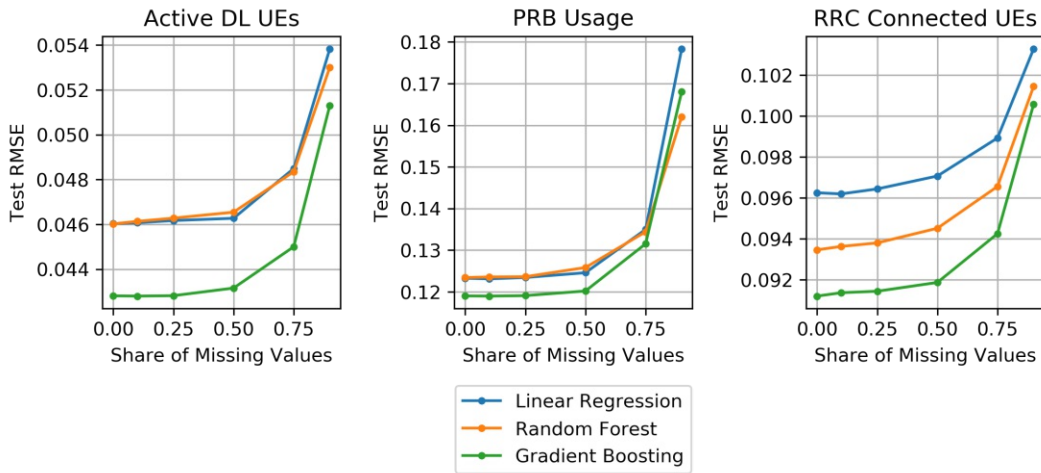 Active DL UEs
PRB Usage
RRC Connected UEs
Test RMSE
0.054
0.052
0.050
0.048
0.046
0.044
0.00 0.25 0.50 0.75
Share of Missing Values
Test RMSE
0.18
0.17
0.16
0.15
0.14
0.13
0.12
0.00 0.25 0.50 0.75
Share of Missing Values
Test RMSE
0.102
0.100
0.098
0.096
0.094
0.092
0.00 0.25 0.50 0.75
Share of Missing Values
Linear Regression
Random Forest
Gradient Boosting